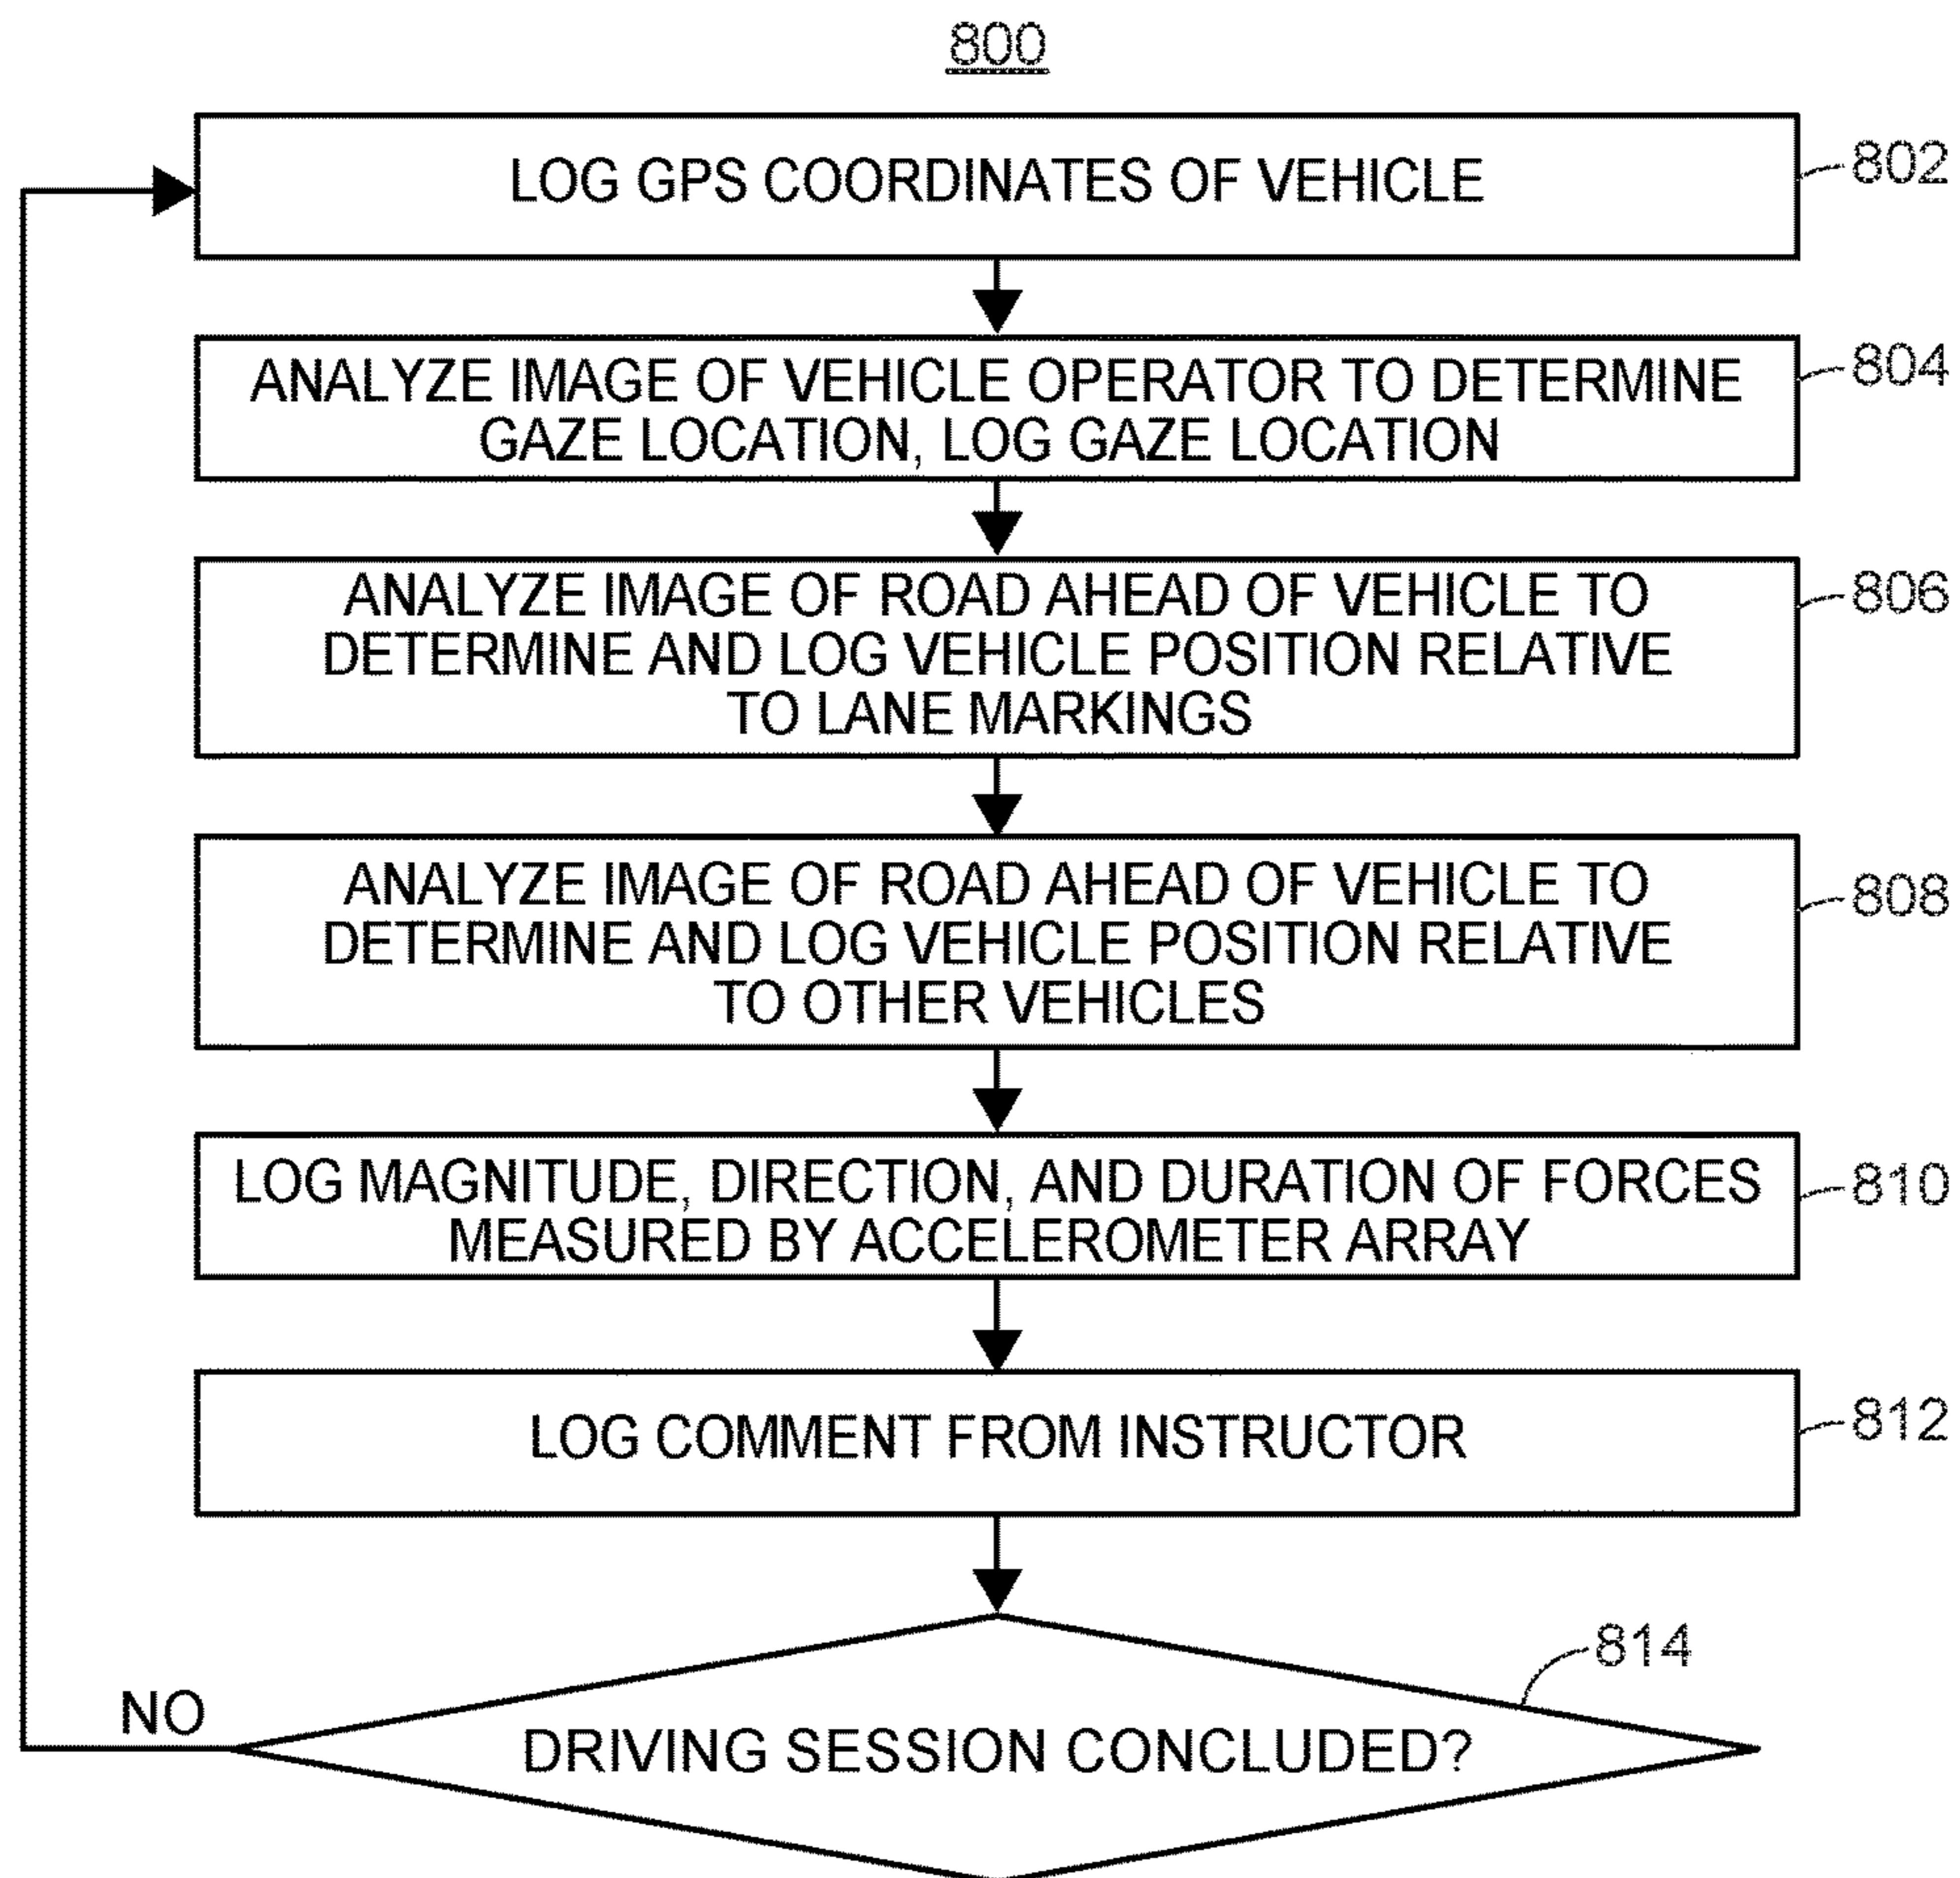 800
LOG GPS COORDINATES OF VEHICLE
802
ANALYZE IMAGE OF VEHICLE OPERATOR TO DETERMINE
GAZE LOCATION, LOG GAZE LOCATION
804
ANALYZE IMAGE OF ROAD AHEAD OF VEHICLE TO
DETERMINE AND LOG VEHICLE POSITION RELATIVE
TO LANE MARKINGS
806
ANALYZE IMAGE OF ROAD AHEAD OF VEHICLE TO
DETERMINE AND LOG VEHICLE POSITION RELATIVE
TO OTHER VEHICLES
808
LOG MAGNITUDE, DIRECTION, AND DURATION OF FORCES
MEASURED BY ACCELEROMETER ARRAY
810
LOG COMMENT FROM INSTRUCTOR
812
814
NO
DRIVING SESSION CONCLUDED?